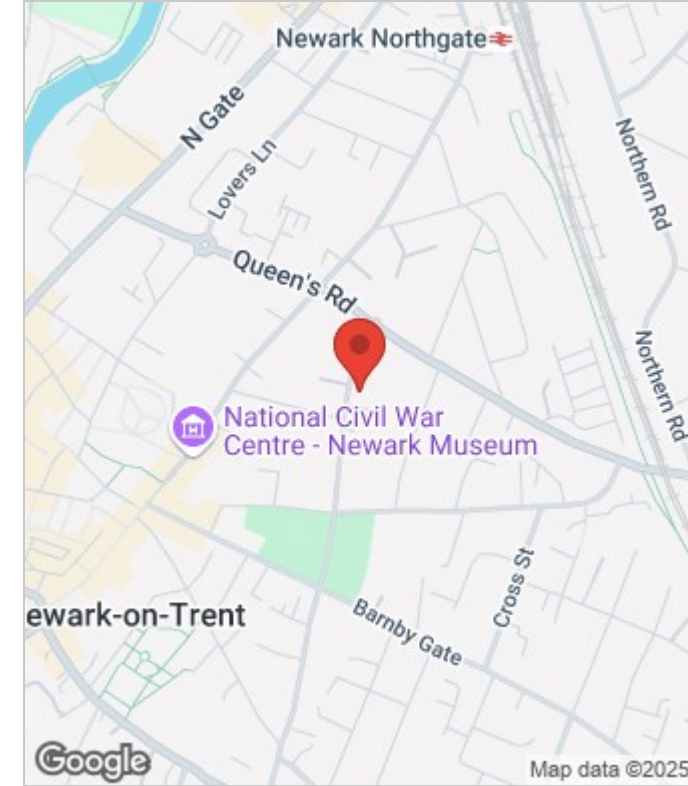 Newark Northgate
N Gate
Lovers Ln
Northern Rd
Queen's Rd
Northern Rd
National Civil War
Centre - Newark Museum
Cross St
ewark-on-Trent
Barnby Gate
Google
Map data ©2025